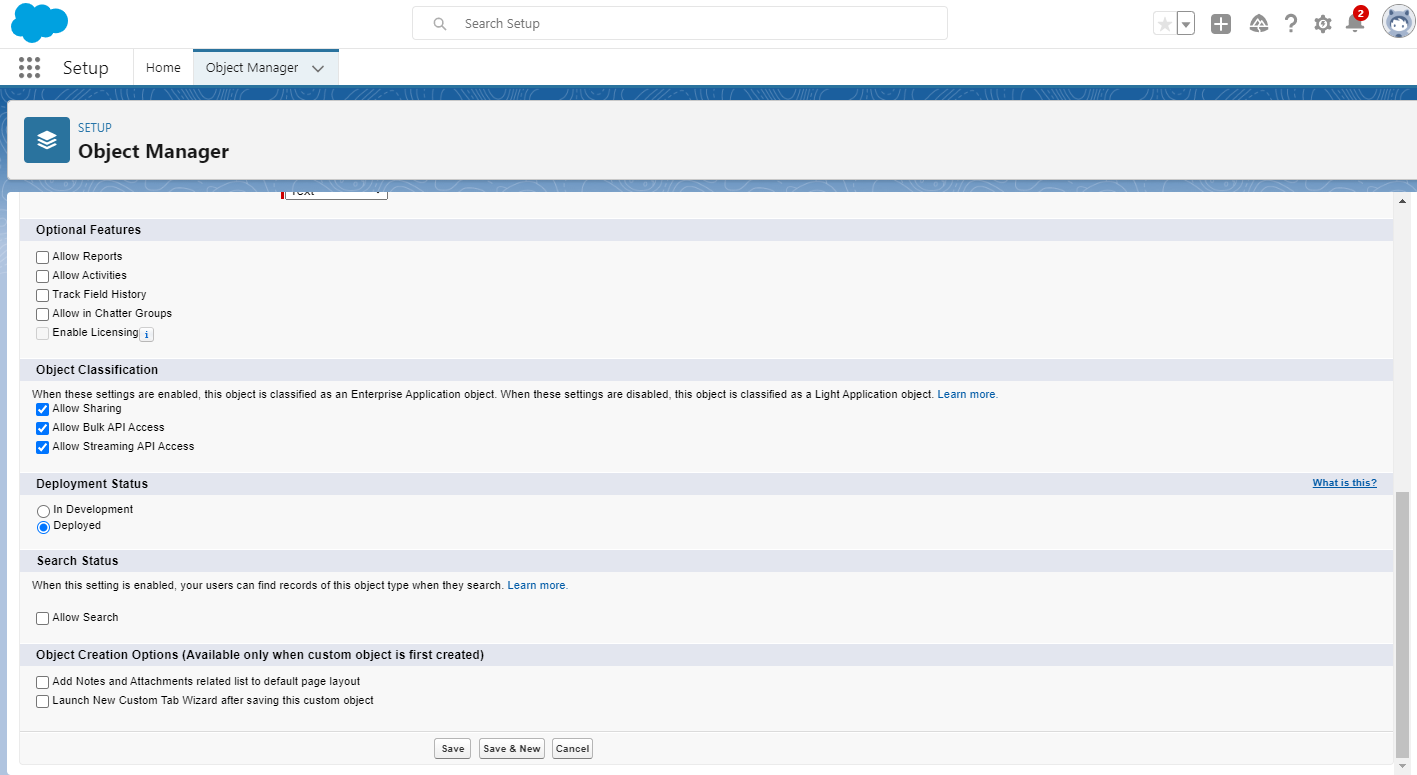 Search Setup
2
Setup
Home
Object Manager
SETUP
Object Manager
Text
Optional Features
Allow Reports
Allow Activities
Track Field History
Allow in Chatter Groups
Enable Licensing i
Object Classification
When these settings are enabled, this object is classified as an Enterprise Application object. When these settings are disabled, this object is classified as a Light Application object. Learn more.
Allow Sharing
Allow Bulk API Access
Allow Streaming API Access
Deployment Status
What is this?
In Development
Deployed
Search Status
When this setting is enabled, your users can find records of this object type when they search. Learn more.
Allow Search
Object Creation Options (Available only when custom object is first created)
Add Notes and Attachments related list to default page layout
Launch New Custom Tab Wizard after saving this custom object
Save
Save & New
Cancel